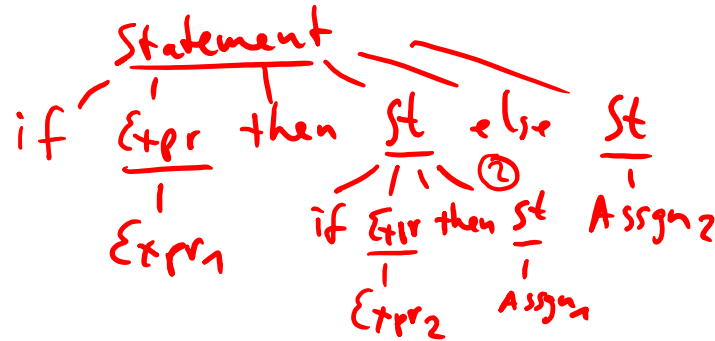 Statement
if Expr then St else St
②
if Expr then St Assgn₂
Expr₁
Expr₂ Assgn₁